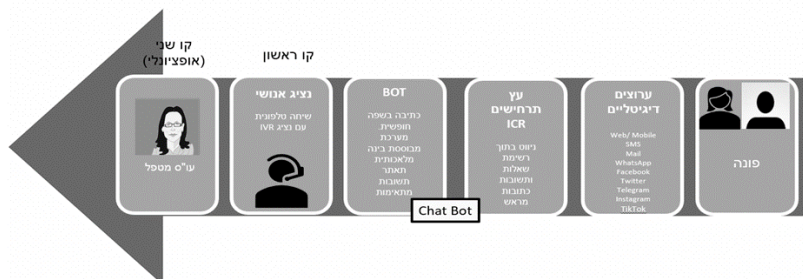 קו שני
(אופציונלי)
קו ראשון
פונה
ערוצים
דיגיטליים
Web/ Mobile
SMS
Mail
WhatsApp
Facebook
Twitter
Telegram
Instagram
TikTok
עץ
תרחישים
ICR
ניווט בתוך
רשימת
שאלות
ותשובות
כתובות
מראש
BOT
כתיבה בשפה
חופשית.
מערכת
מבוססת בינה
מלאכותית
תאתר
תשובות
מתאימות
Chat Bot
נציג אנושי
שיחה טלפונית
עם נציג IVR
עו"ס מטפל